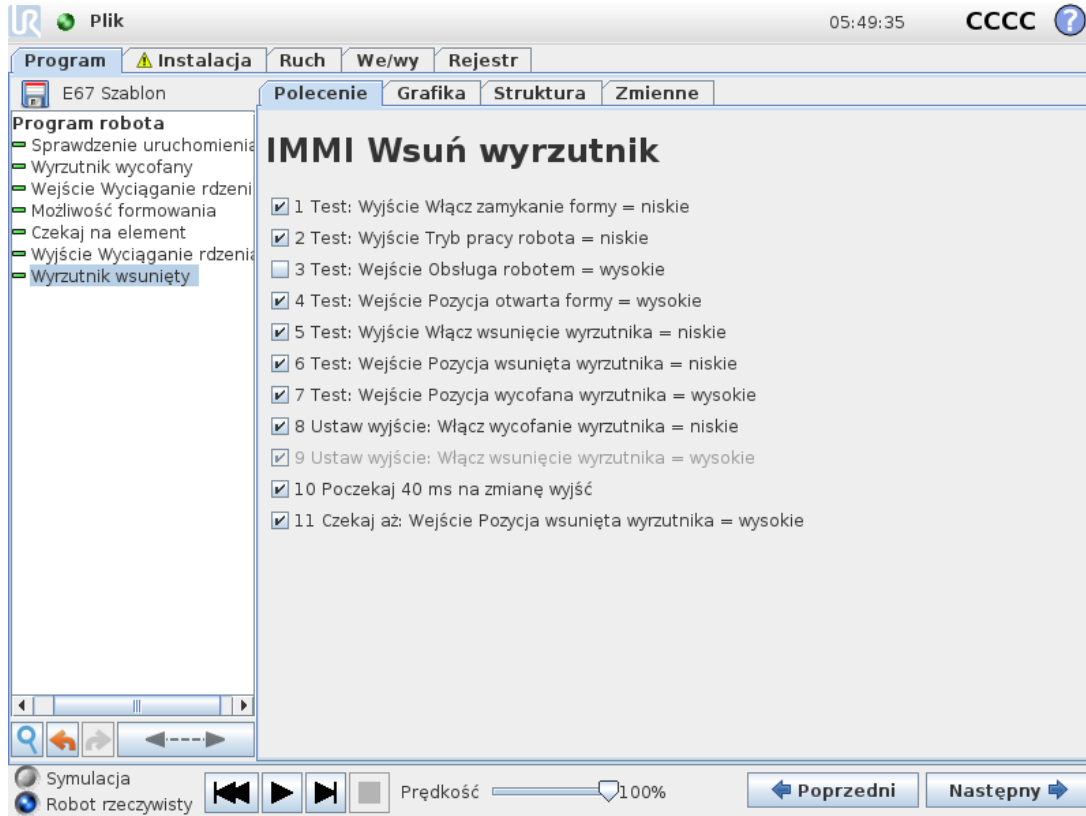 UR Plik 05:49:35 CCCC ?
Program Instalacja Ruch We/wy Rejestr
E67 Szablon
Polecenie Grafika Struktura Zmienne
Program robota
Sprawdzenie uruchomienia
Wyrzutnik wycofany
Wejście Wyciąganie rdzeni
Możliwość formowania
Czekaj na element
Wyjście Wyciąganie rdzenia
Wyrzutnik wsunięty
IMMI Wsuń wyrzutnik
1 Test: Wyjście Włącz zamykanie formy = niskie
2 Test: Wyjście Tryb pracy robota = niskie
3 Test: Wejście Obsługa robotem = wysokie
4 Test: Wejście Pozycja otwarta formy = wysokie
5 Test: Wyjście Włącz wsunięcie wyrzutnika = niskie
6 Test: Wejście Pozycja wsunięta wyrzutnika = niskie
7 Test: Wejście Pozycja wycofana wyrzutnika = wysokie
8 Ustaw wyjście: Włącz wycofanie wyrzutnika = niskie
9 Ustaw wyjście: Włącz wsunięcie wyrzutnika = wysokie
10 Poczekaj 40 ms na zmianę wyjść
11 Czekaj aż: Wejście Pozycja wsunięta wyrzutnika = wysokie
Symulacja
Robot rzeczywisty
Prędkość 100%
Poprzedni
Następny